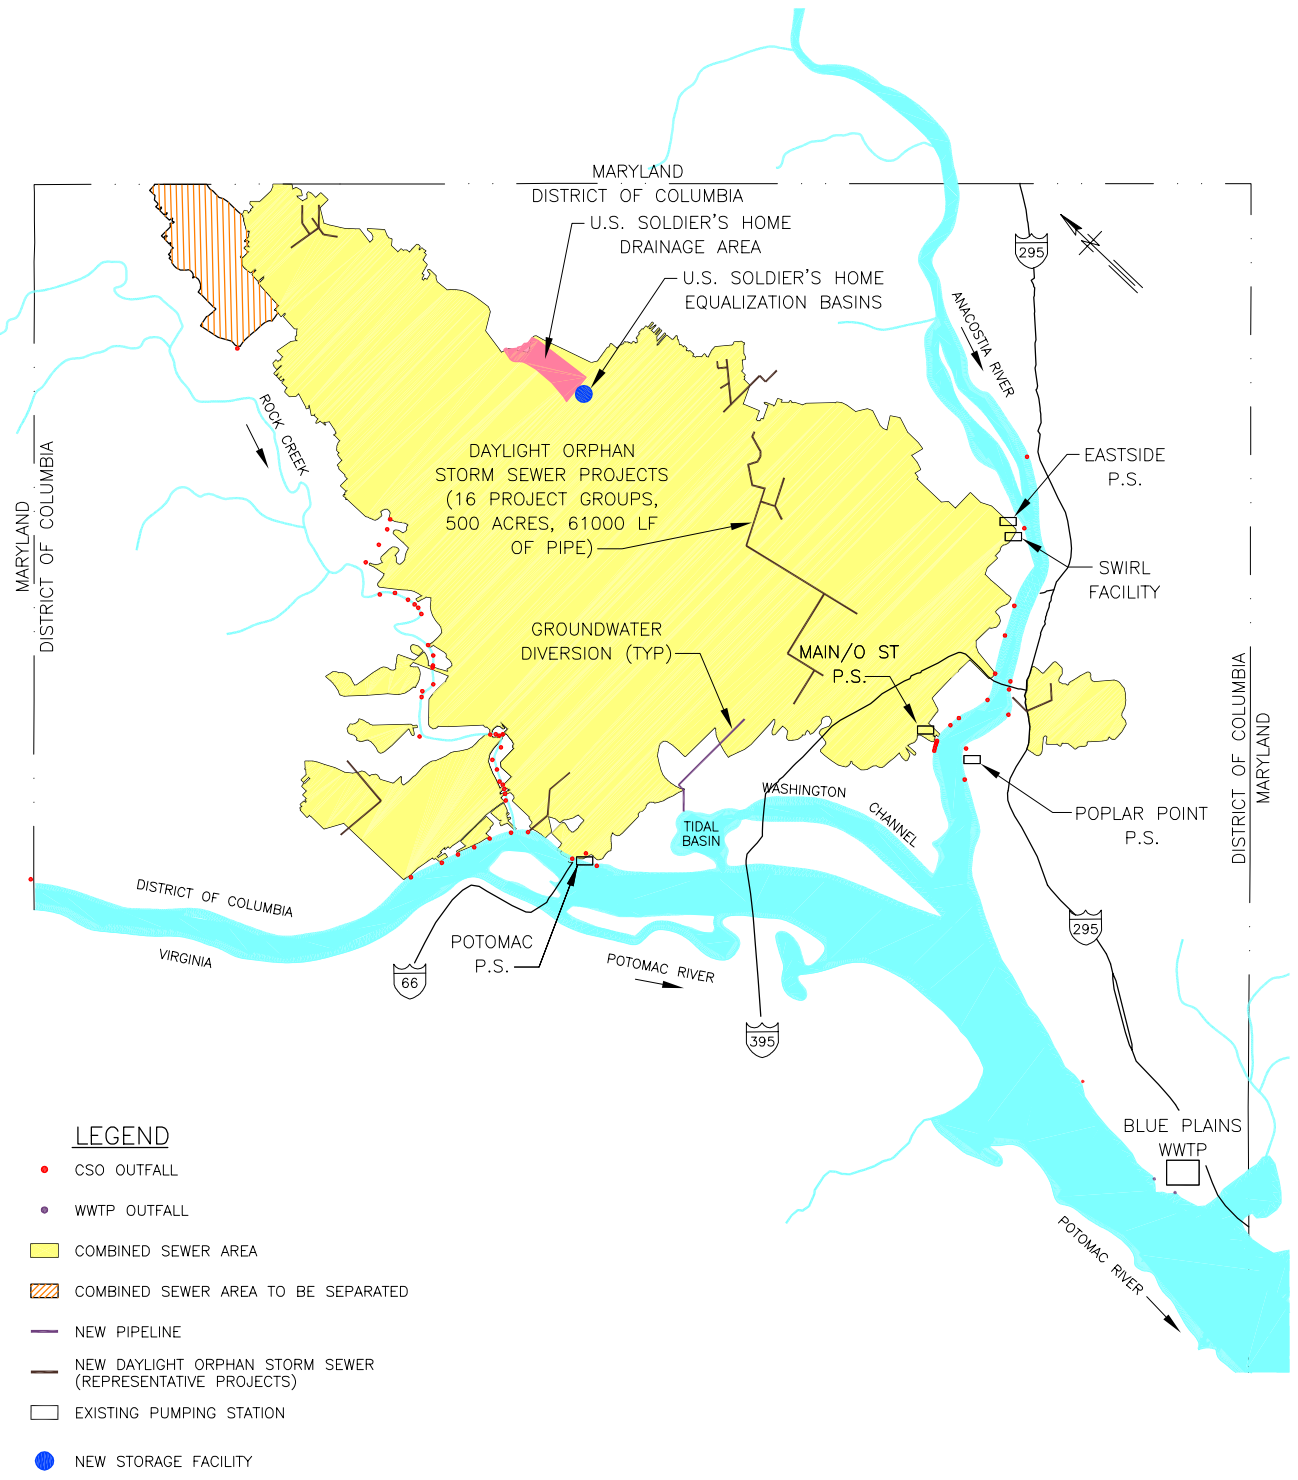 MARYLAND
DISTRICT OF COLUMBIA
U.S. SOLDIER'S HOME
DRAINAGE AREA
U.S. SOLDIER'S HOME
EQUALIZATION BASINS
295
ANACOSTIA RIVER
ROCK CREEK
MARYLAND
DISTRICT OF COLUMBIA
DAYLIGHT ORPHAN
STORM SEWER PROJECTS
(16 PROJECT GROUPS,
500 ACRES, 61000 LF
OF PIPE)
EASTSIDE
P.S.
SWIRL
FACILITY
GROUNDWATER
DIVERSION (TYP)
MAIN/O ST
P.S.
DISTRICT OF COLUMBIA
MARYLAND
WASHINGTON
CHANNEL
TIDAL
BASIN
POPLAR POINT
P.S.
DISTRICT OF COLUMBIA
VIRGINIA
POTOMAC
P.S.
POTOMAC RIVER
66
395
295
BLUE PLAINS
WWTP
POTOMAC RIVER
LEGEND
CSO OUTFALL
WWTP OUTFALL
COMBINED SEWER AREA
COMBINED SEWER AREA TO BE SEPARATED
NEW PIPELINE
NEW DAYLIGHT ORPHAN STORM SEWER
(REPRESENTATIVE PROJECTS)
EXISTING PUMPING STATION
NEW STORAGE FACILITY